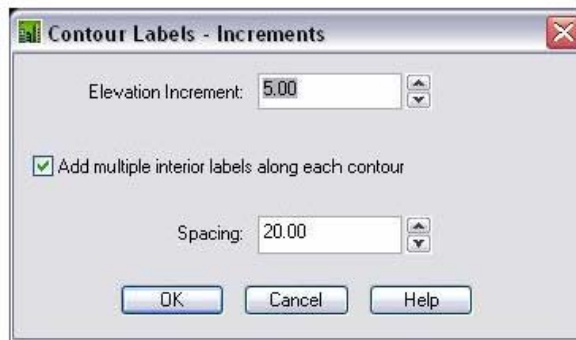 Contour Labels - Increments
Elevation Increment: 5.00
Add multiple interior labels along each contour
Spacing: 20.00
OK Cancel Help